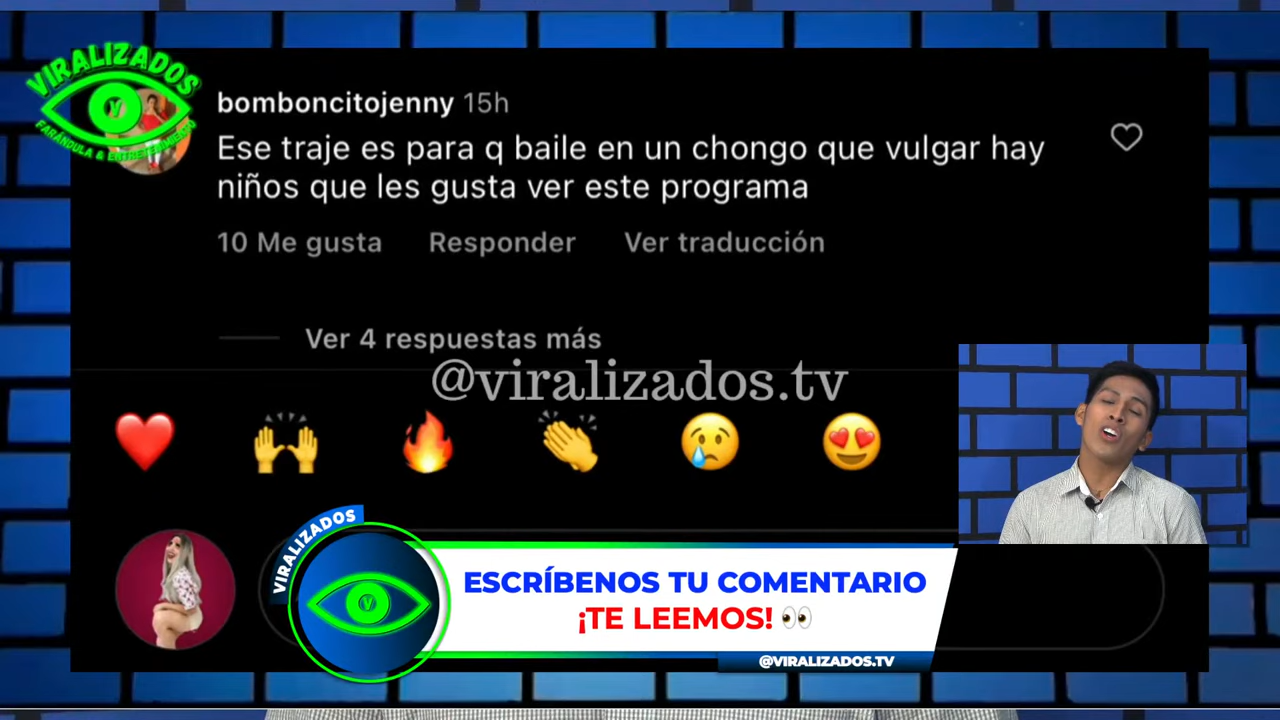 VIRALIZADOS
V
FARÁNDULA & ENTRETENIMIENTO
bomboncitojenny 15h
Ese traje es para q baile en un chongo que vulgar hay
niños que les gusta ver este programa
10 Me gusta Responder Ver traducción
Ver 4 respuestas más
@viralizados.tv
VIRALIZADOS
V
ESCRÍBENOS TU COMENTARIO
¡TE LEEMOS! 👀
@VIRALIZADOS.TV